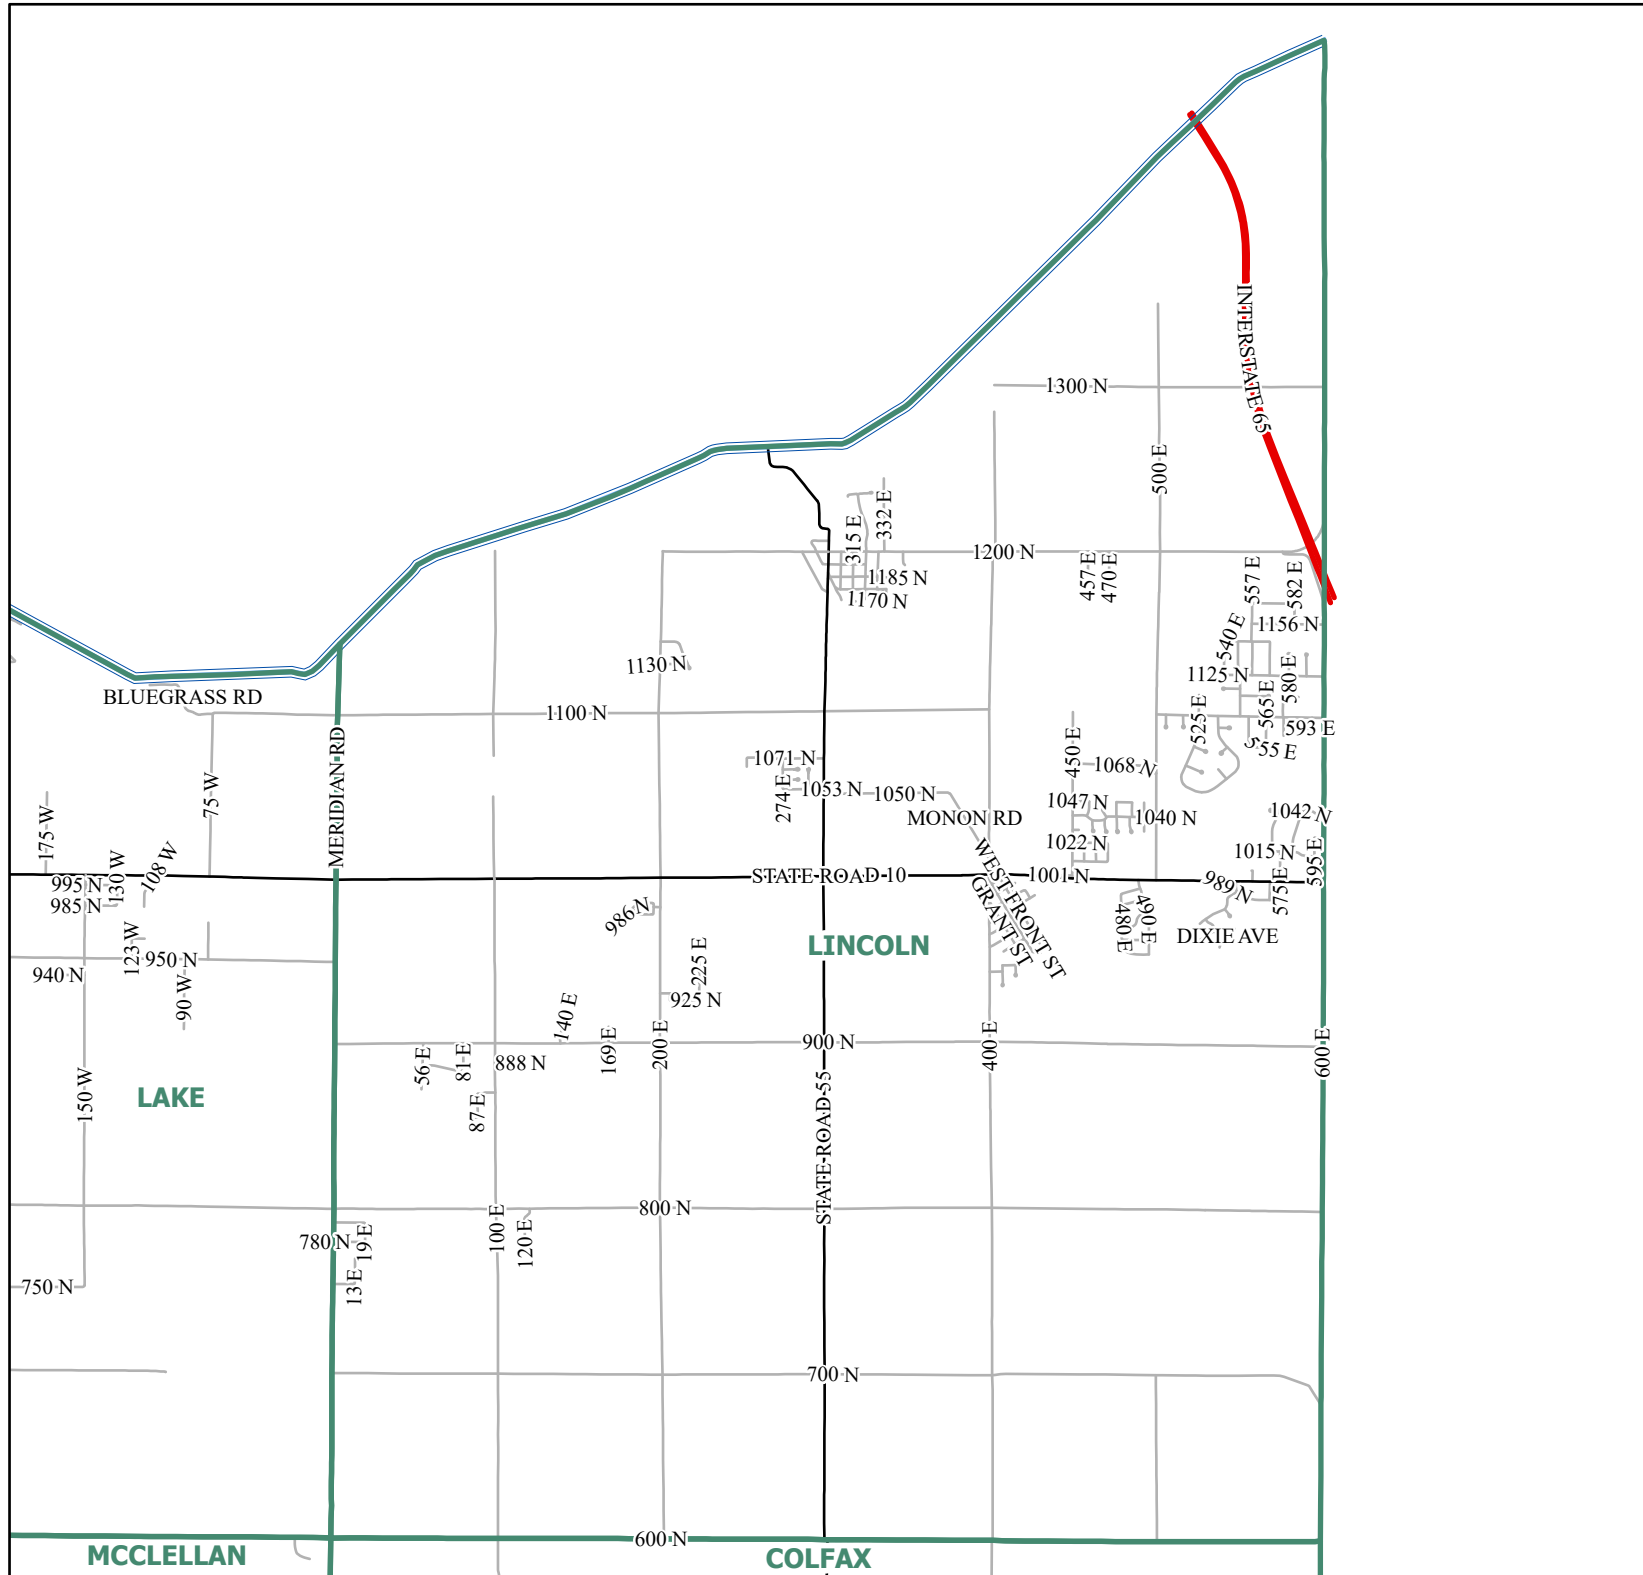 INTERSTATE 65
1300 N
500 E
332 E
315 E
1200 N
457 E
470 E
557 E
582 E
1185 N
1170 N
1156 N
540 E
1130 N
1125 N
580 E
BLUEGRASS RD
565 E
525 E
1100 N
593 E
555 E
MERIDIAN RD
450 E
1071 N
1068 N
75 W
274 E
1053 N
1050 N
1047 N
MONON RD
1040 N
1042 N
175 W
1022 N
1015 N
595 E
108 W
130 W
WEST FRONT ST
STATE ROAD 10
1001 N
995 N
989 N
575 E
985 N
GRANT ST
986 N
480 E
490 E
DIXIE AVE
LINCOLN
123 W
950 N
225 E
940 N
90 W
925 N
140 E
169 E
200 E
900 N
400 E
600 E
56 E
81 E
888 N
LAKE
150 W
87 E
STATE ROAD 55
800 N
100 E
120 E
780 N
19 E
13 E
750 N
700 N
600 N
MCCLELLAN
COLFAX